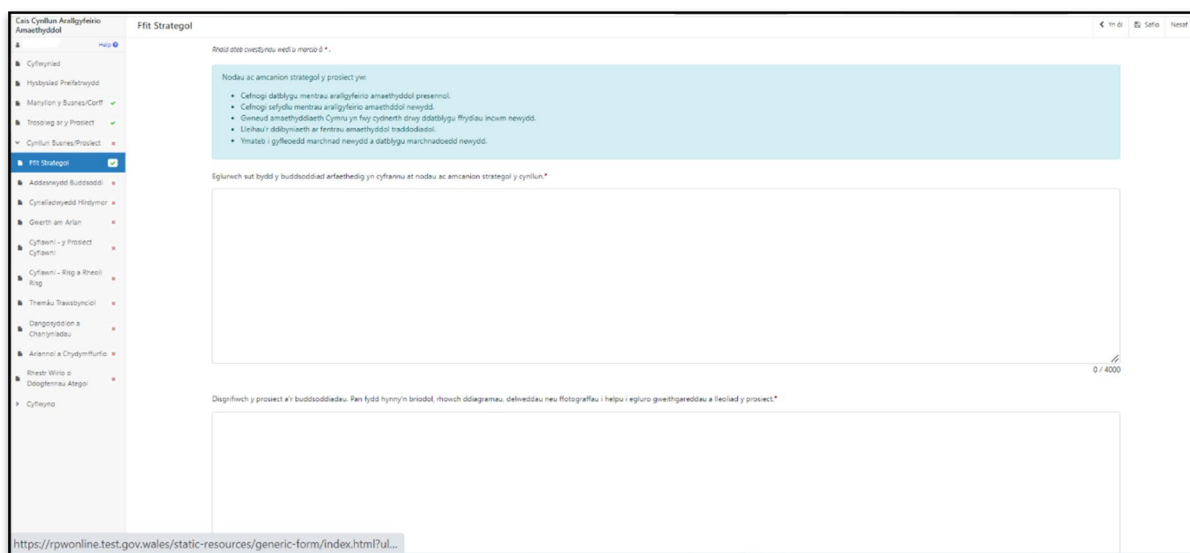 Cais Cynllun Arallgyfeirio
Amaethyddol
Help
Cyflwyniad
Hysbysiad Preifatrwydd
Manylion y Busnes/Corff
Trosolwg ar y Prosiect
Cynllun Busnes/Prosiect
Ffit Strategol
Addasrwydd Buddsoddi
Cynaliadwyedd Hirdymor
Gwerth am Arian
Cyflawni - y Prosiect
Cyflawni
Cyflawni - Risg a Rheoli
Risg
Themâu Trawsbynciol
Dangosyddion a
Chanlyniadau
Ariannol a Chydymffurfio
Rhestr Wirio o
Ddogfennau Ategol
Cyflwyno
Ffit Strategol
Yn ôl Safio Nesaf
Rhaid ateb cwestiynau wedi'u marcio â * .
Nodau ac amcanion strategol y prosiect yw:
Cefnogi datblygu mentrau arallgyfeirio amaethyddol presennol.
Cefnogi sefydlu mentrau arallgyfeirio amaethddol newydd.
Gwneud amaethyddiaeth Cymru yn fwy cydnerth drwy ddatblygu ffrydiau incwm newydd.
Lleihau'r ddibyniaeth ar fentrau amaethyddol traddodiadol.
Ymateb i gyfleoedd marchnad newydd a datblygu marchnadoedd newydd.
Eglurwch sut bydd y buddsoddiad arfaethedig yn cyfrannu at nodau ac amcanion strategol y cynllun.*
0 / 4000
Disgrifiwch y prosiect a'r buddsoddiadau. Pan fydd hynny'n briodol, rhowch ddiagramau, delweddau neu ffotograffau i helpu i egluro gweithgareddau a lleoliad y prosiect.*
https://rpwonline.test.gov.wales/static-resources/generic-form/index.html?ul...